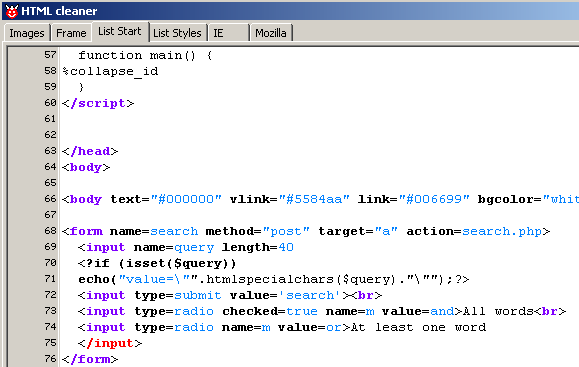 HTML cleaner
Images Frame List Start List Styles IE Mozilla
57 function main() {
58 %collapse_id
59 }
60 </script>
61
62
63 </head>
64 <body>
65
66 <body text="#000000" vlink="#5584aa" link="#006699" bgcolor="whit
67
68 <form name=search method="post" target="a" action=search.php>
69 <input name=query length=40
70 <?if (isset($query))
71 echo("value=\"".htmlspecialchars($query)."\"");?>
72 <input type=submit value='search'><br>
73 <input type=radio checked=true name=m value=and>All words<br>
74 <input type=radio name=m value=or>At least one word
75 </input>
76 </form>